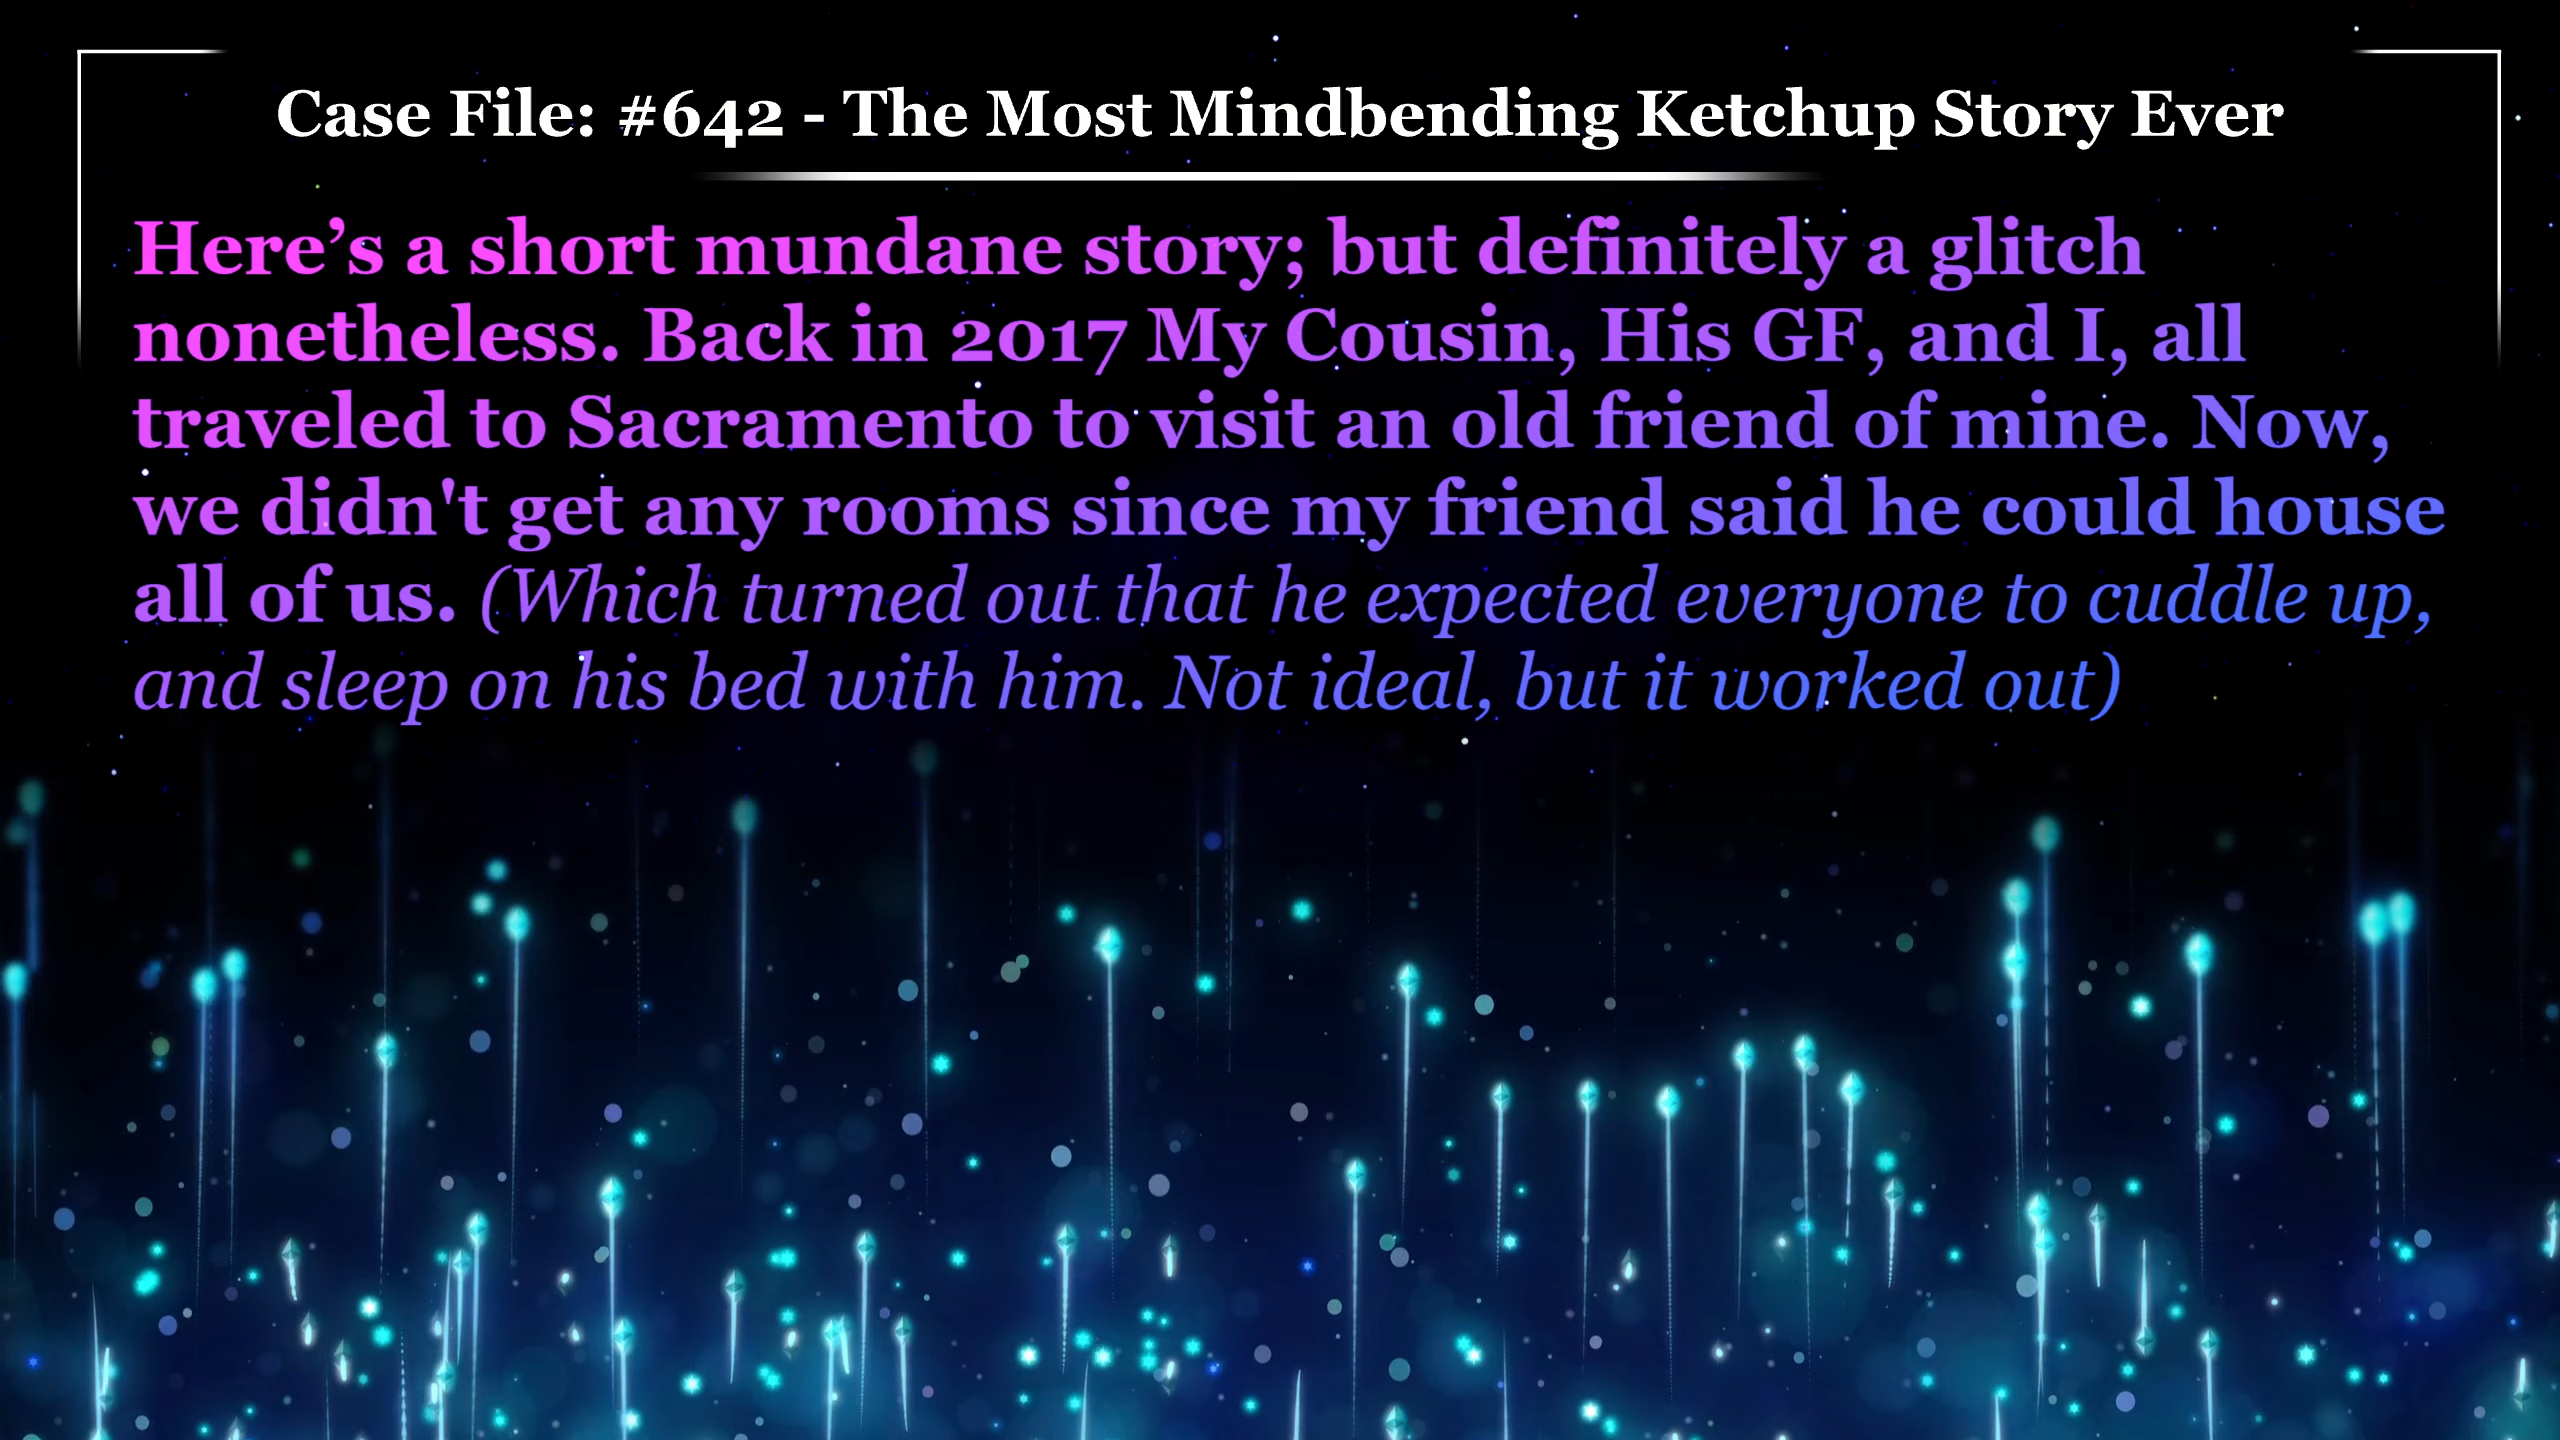 Case File: #642 - The Most Mindbending Ketchup Story Ever
Here’s a short mundane story; but definitely a glitch
nonetheless. Back in 2017 My Cousin, His GF, and I, all
traveled to Sacramento to visit an old friend of mine. Now,
we didn't get any rooms since my friend said he could house
all of us. (Which turned out that he expected everyone to cuddle up,
and sleep on his bed with him. Not ideal, but it worked out)